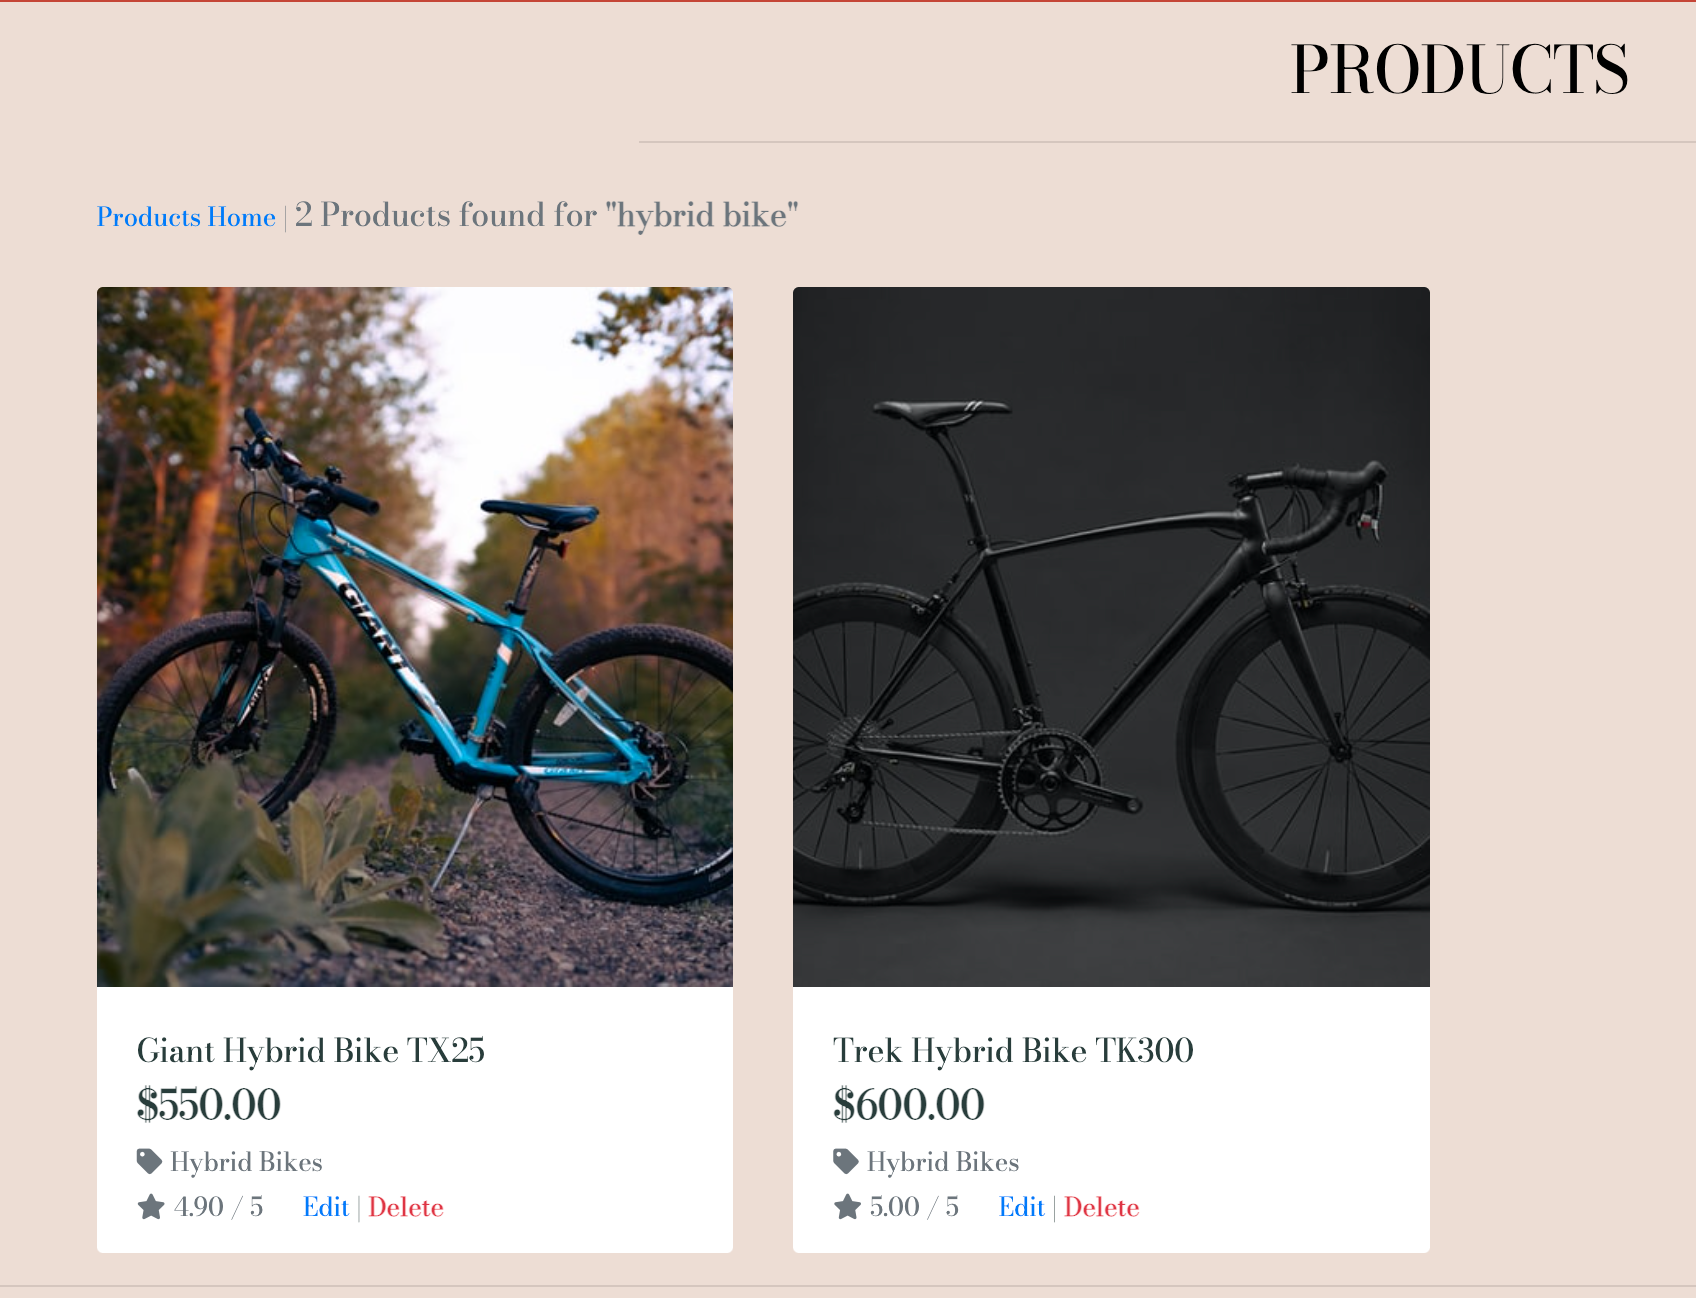 PRODUCTS
Products Home | 2 Products found for "hybrid bike"
GIANT
Giant Hybrid Bike TX25
$550.00
Hybrid Bikes
4.90 / 5 Edit | Delete
Trek Hybrid Bike TK300
$600.00
Hybrid Bikes
5.00 / 5 Edit | Delete